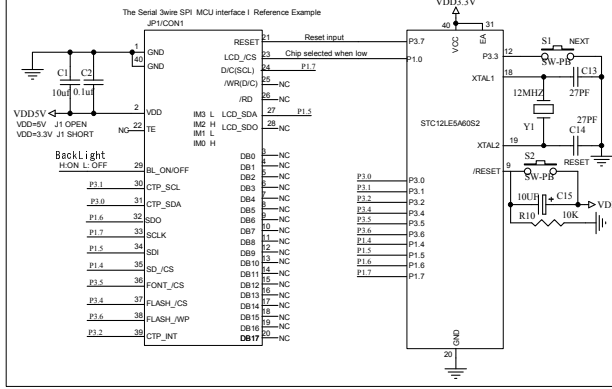 The Serial 3wire SPI MCU interface I Reference Example
JP1/CON1
1 GND
40 GND
C1 C2
10uf 0.1uf
VDD5V
VDD=5V J1 OPEN
VDD=3.3V J1 SHORT
2 VDD
NC 22 TE
BackLight
H:ON L: OFF
29 BL_ON/OFF
P3.1 30 CTP_SCL
P3.0 31 CTP_SDA
P1.6 32 SDO
P1.7 33 SCLK
P1.5 34 SDI
P1.4 35 SD_/CS
P3.5 36 FONT_/CS
P3.4 37 FLASH_/CS
P3.6 38 FLASH_/WP
P3.2 39 CTP_INT
RESET 21 Reset input
LCD_/CS 23 Chip selected when low
D/C(SCL) 24 P1.7
/WR(D/C) 25 NC
/RD 26 NC
IM3 L LCD_SDA 27 P1.5
IM2 H LCD_SDO 28 NC
IM1 L
IM0 H
DB0 3 NC
DB1 4 NC
DB2 5 NC
DB3 6 NC
DB4 7 NC
DB5 8 NC
DB6 9 NC
DB7 10 NC
DB8 11 NC
DB9 12 NC
DB10 13 NC
DB11 14 NC
DB12 15 NC
DB13 16 NC
DB14 17 NC
DB15 18 NC
DB16 19 NC
DB17 20 NC
VDD3.3V
40 31
VCC EA
P3.7
P1.0
P3.3 12
XTAL1 18
STC12LE5A60S2
XTAL2 19
/RESET 9
P3.0 P3.0
P3.1 P3.1
P3.2 P3.2
P3.4 P3.4
P3.5 P3.5
P3.6 P3.6
P1.4 P1.4
P1.5 P1.5
P1.6 P1.6
P1.7 P1.7
GND
20
S1 NEXT
SW-PB
C13
27PF
12MHZ
Y1
27PF
C14
S2 RESET
SW-PB
10UF + C15
R10 10K
VD